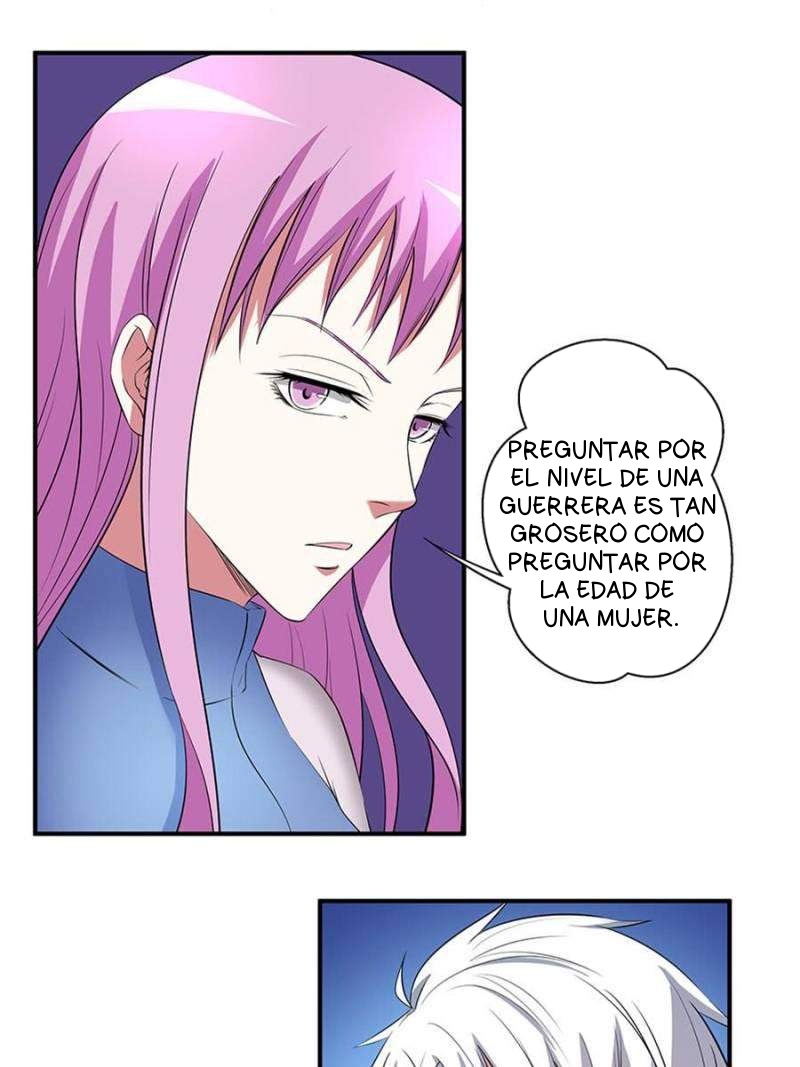 PREGUNTAR POR
EL NIVEL DE UNA
GUERRERA ES TAN
GROSERO COMO
PREGUNTAR POR
LA EDAD DE
UNA MUJER.